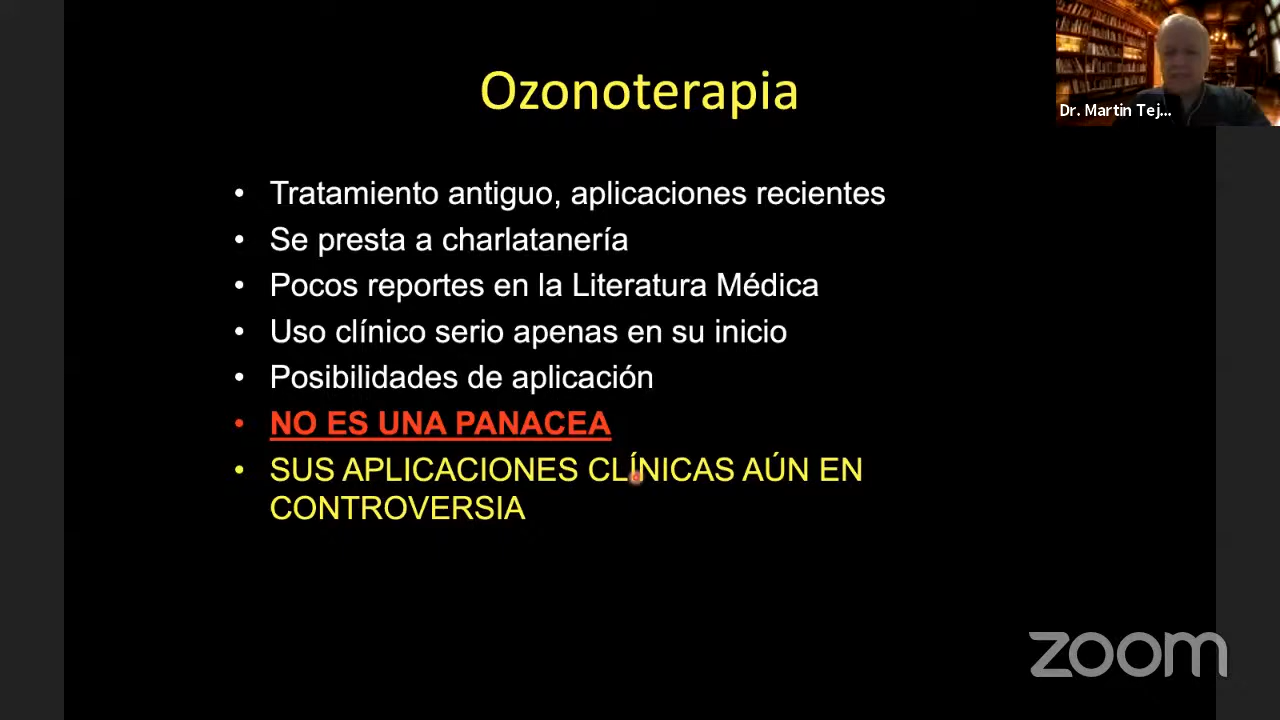 Ozonoterapia
Dr. Martin Tej...
• Tratamiento antiguo, aplicaciones recientes
• Se presta a charlatanería
• Pocos reportes en la Literatura Médica
• Uso clínico serio apenas en su inicio
• Posibilidades de aplicación
• NO ES UNA PANACEA
• SUS APLICACIONES CLÍNICAS AÚN EN
CONTROVERSIA
zoom